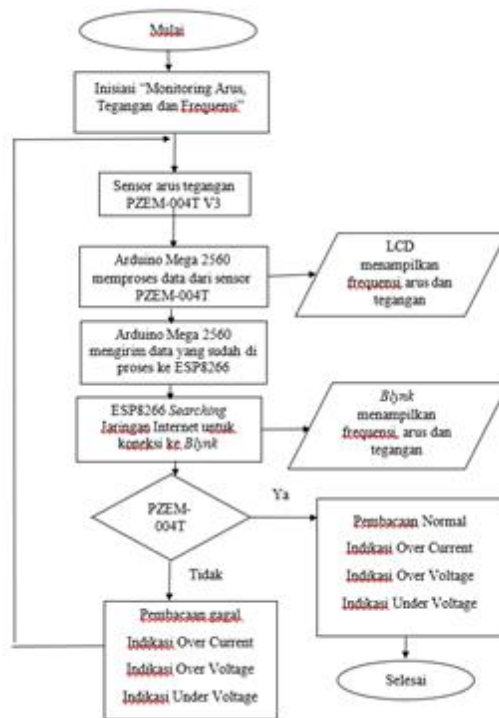 Mulai
Inisiasi “Monitoring Arus,
Tegangan dan Frequensi”
Sensor arus tegangan
PZEM-004T V3
Arduino Mega 2560
memproses data dari sensor
PZEM-004T
LCD
menampilkan
frequensi, arus dan
tegangan
Arduino Mega 2560
mengirim data yang sudah di
proses ke ESP8266
ESP8266 Searching
Jaringan Internet untuk
koneksi ke Blynk
Blynk
menampilkan
frequensi, arus dan
tegangan
PZEM-
004T
Ya
Pembacaan Normal
Indikasi Over Current
Indikasi Over Voltage
Indikasi Under Voltage
Tidak
Pembacaan gagal
Indikasi Over Current
Indikasi Over Voltage
Indikasi Under Voltage
Selesai